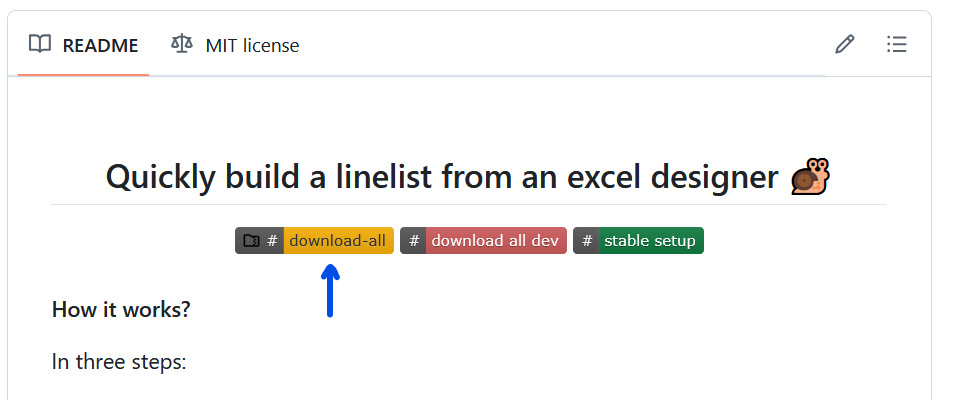 README MIT license
Quickly build a linelist from an excel designer
# download-all # download all dev # stable setup
How it works?
In three steps: